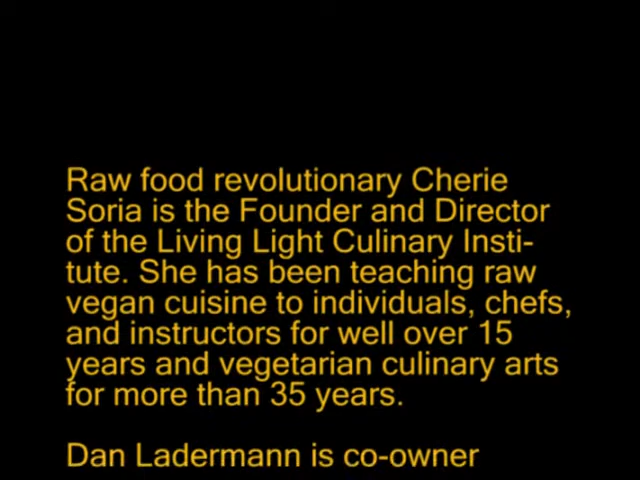 Raw food revolutionary Cherie
Soria is the Founder and Director
of the Living Light Culinary Insti-
tute. She has been teaching raw
vegan cuisine to individuals, chefs,
and instructors for well over 15
years and vegetarian culinary arts
for more than 35 years.
Dan Ladermann is co-owner